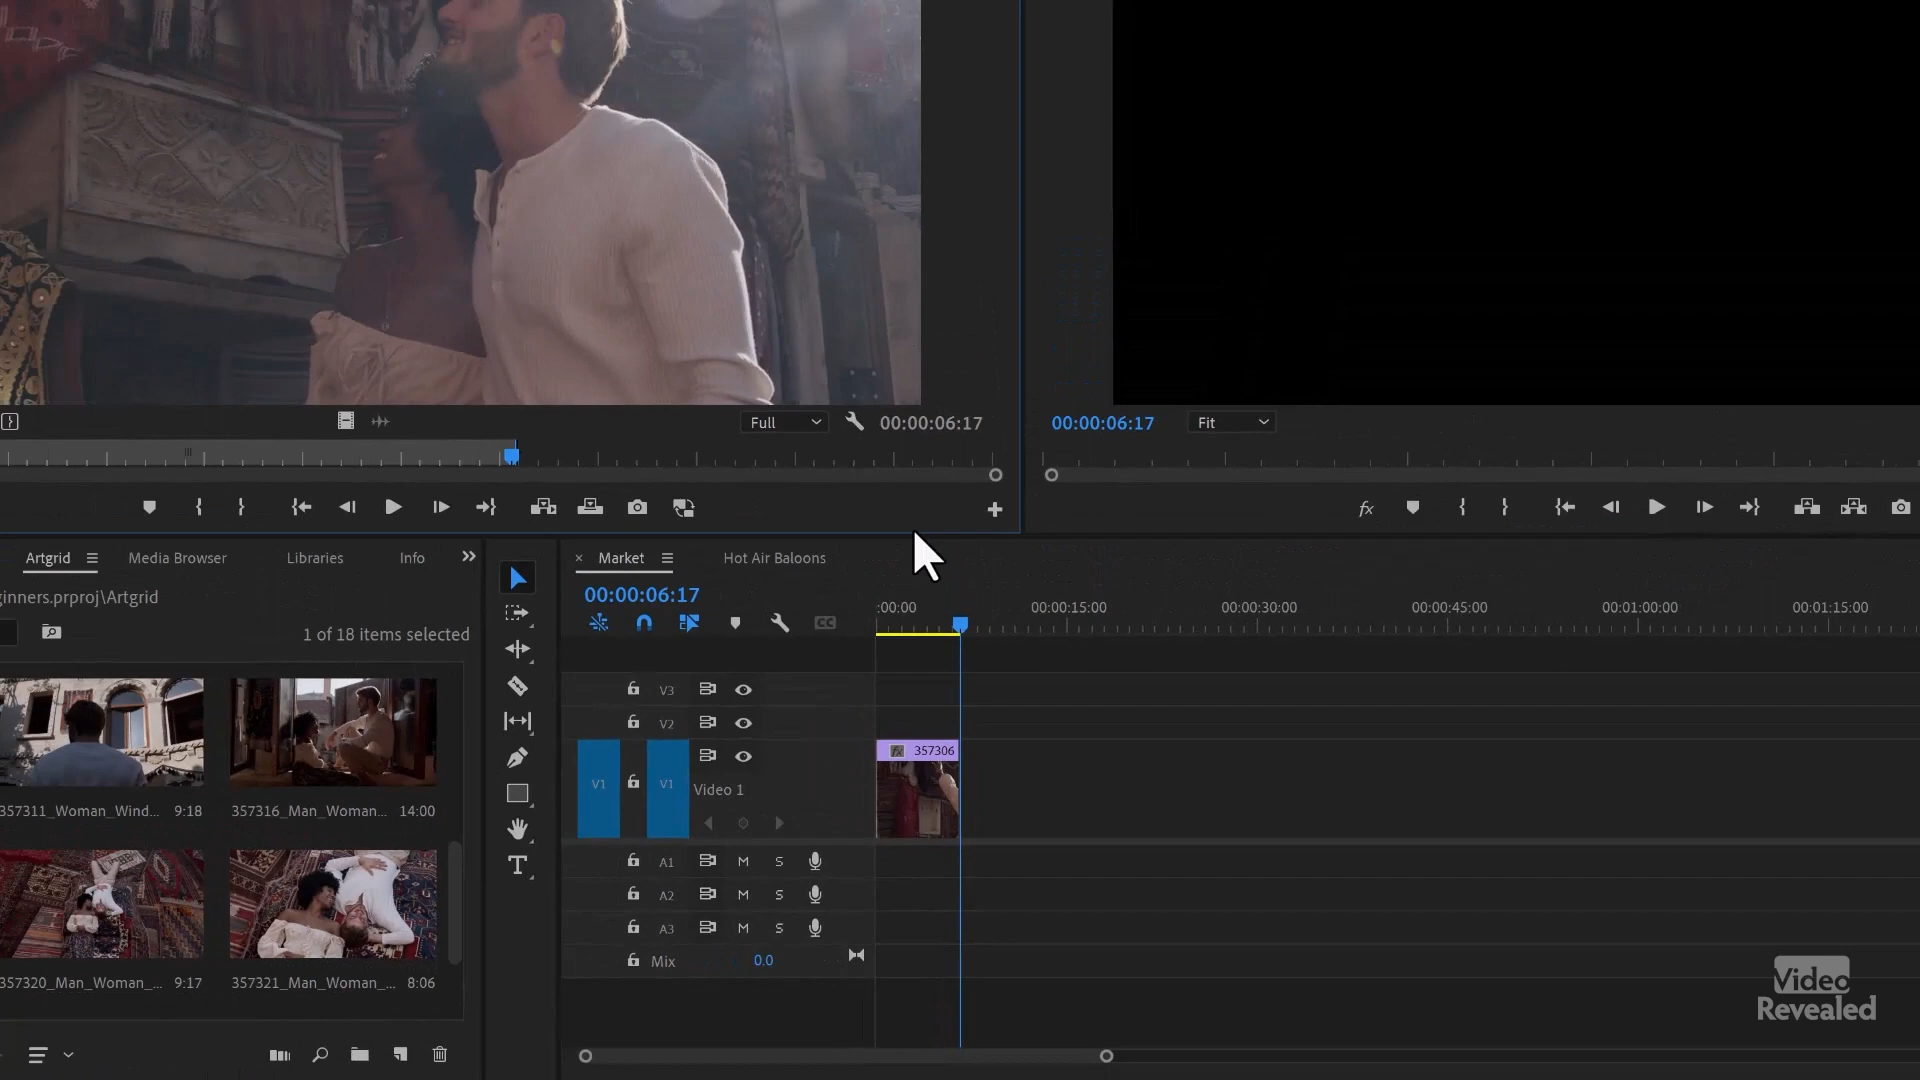 Full
00:00:06:17
00:00:06:17
Fit
fx
Artgrid
Media Browser
Libraries
Info
inners.prproj\Artgrid
1 of 18 items selected
357311_Woman_Wind... 9:18
357316_Man_Woman... 14:00
357320_Man_Woman_... 9:17
357321_Man_Woman_... 8:06
× Market
Hot Air Baloons
00:00:06:17
:00:00
00:00:15:00
00:00:30:00
00:00:45:00
00:01:00:00
00:01:15:00
CC
V3
V2
V1
V1
Video 1
fx 357306
A1 M S
A2 M S
A3 M S
Mix 0.0
T
Video
Revealed